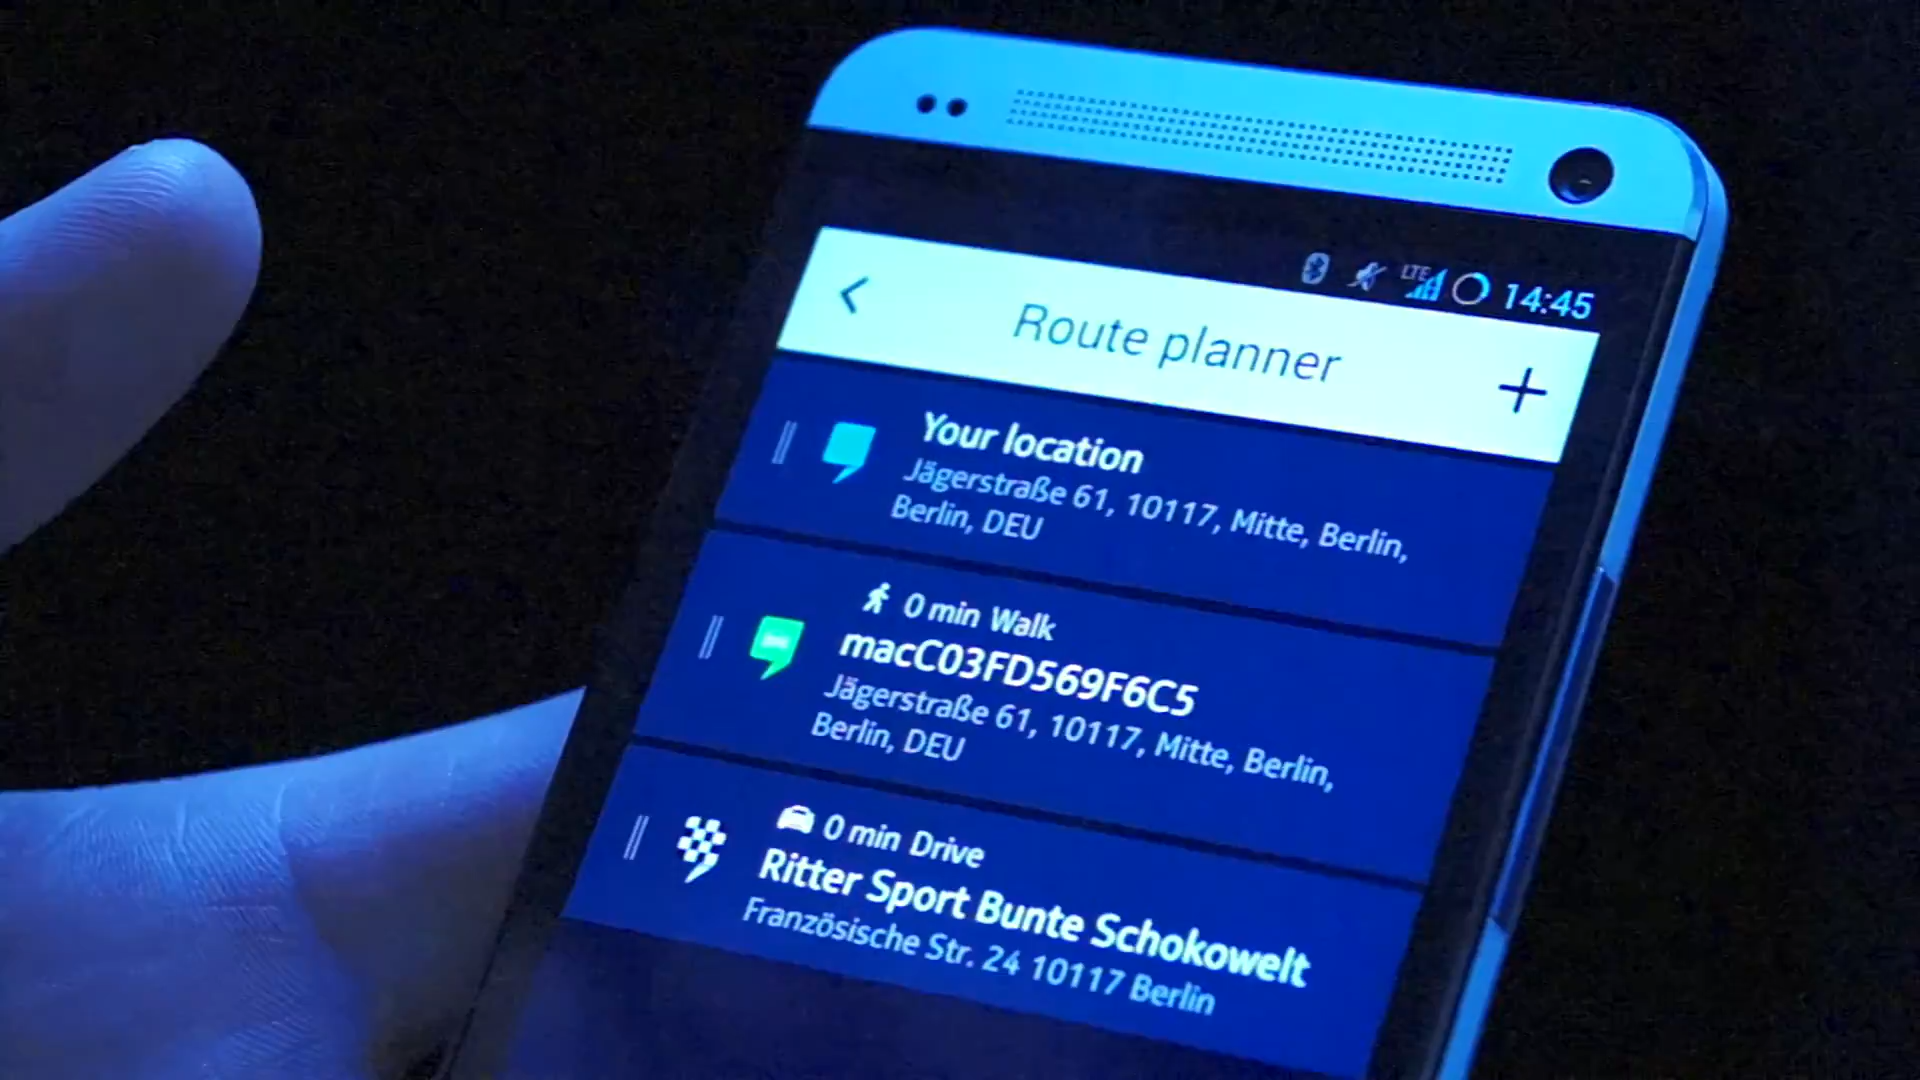 LTE 14:45
Route planner
Your location
Jägerstraße 61, 10117, Mitte, Berlin,
Berlin, DEU
0 min Walk
macC03FD569F6C5
Jägerstraße 61, 10117, Mitte, Berlin,
Berlin, DEU
0 min Drive
Ritter Sport Bunte Schokowelt
Französische Str. 24 10117 Berlin